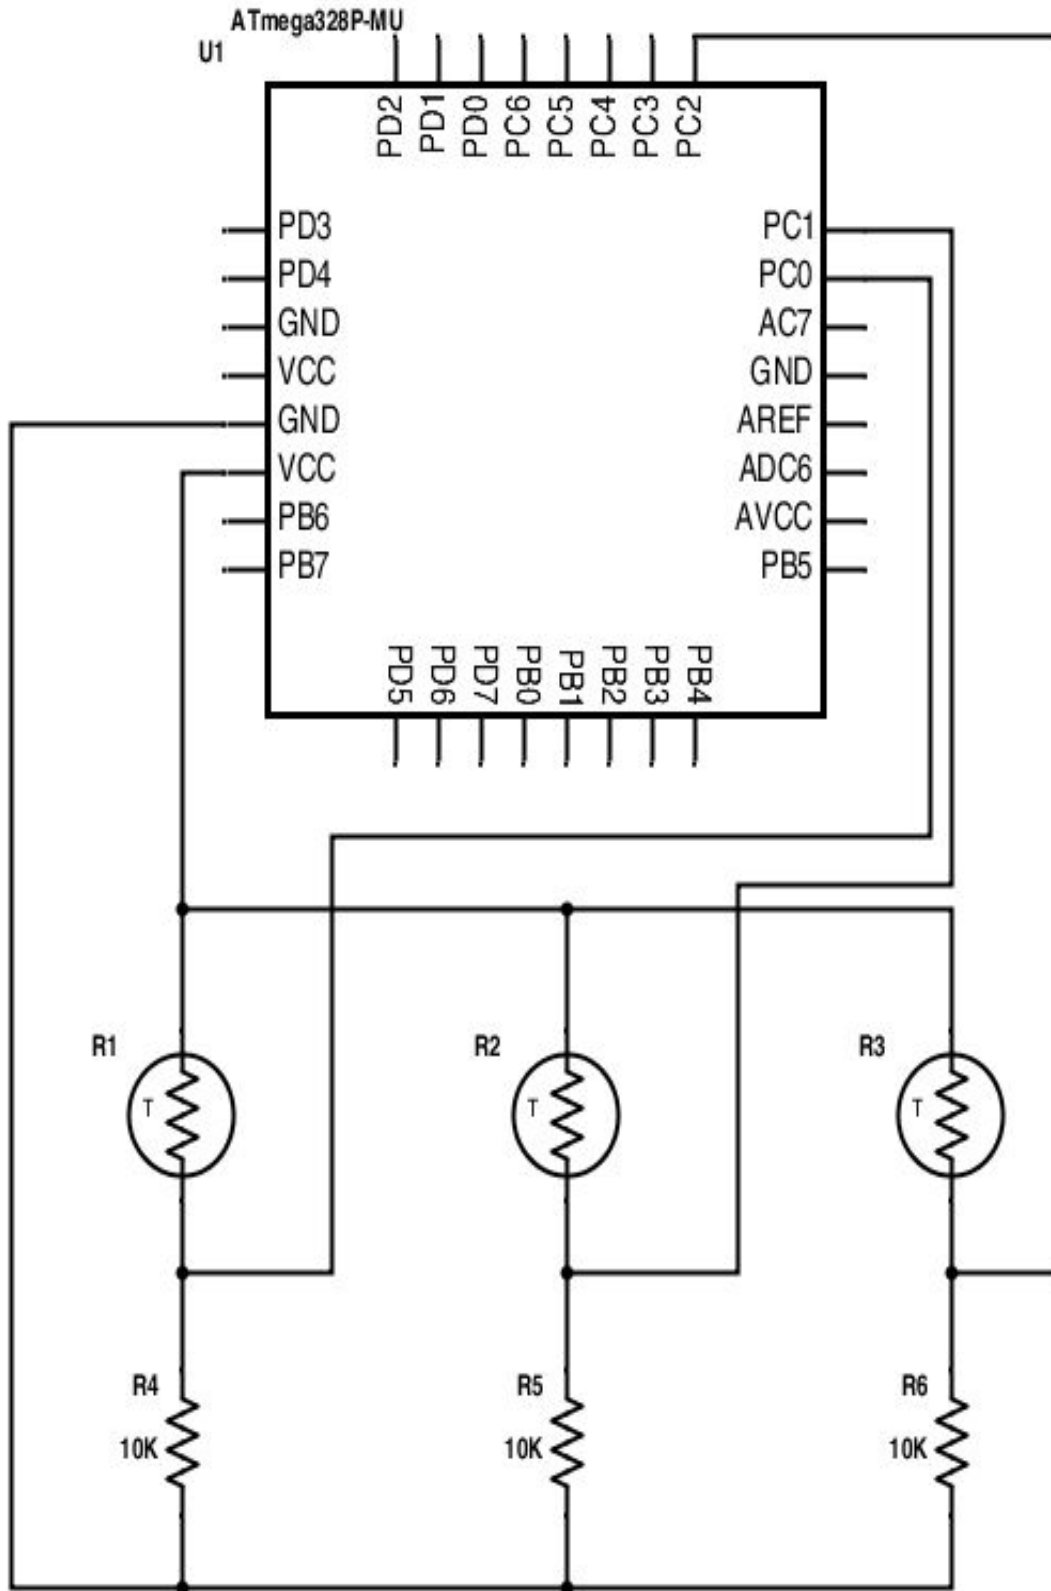 ATmega328P-MU
U1
PD2
PD1
PD0
PC6
PC5
PC4
PC3
PC2
PD3
PD4
GND
VCC
GND
VCC
PB6
PB7
PC1
PC0
AC7
GND
AREF
ADC6
AVCC
PB5
PD5
PD6
PD7
PB0
PB1
PB2
PB3
PB4
R1
T
R2
T
R3
T
R4
10K
R5
10K
R6
10K